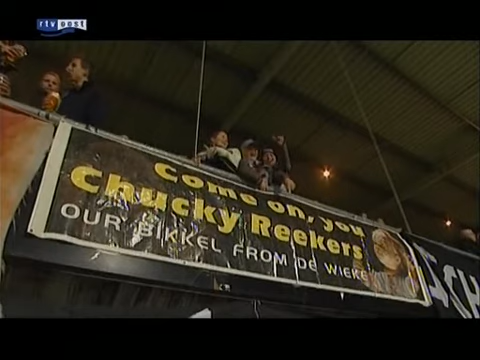 rtv oost
Come on, you
Chucky Reekers
OUR BIKKEL FROM DE WIEKE